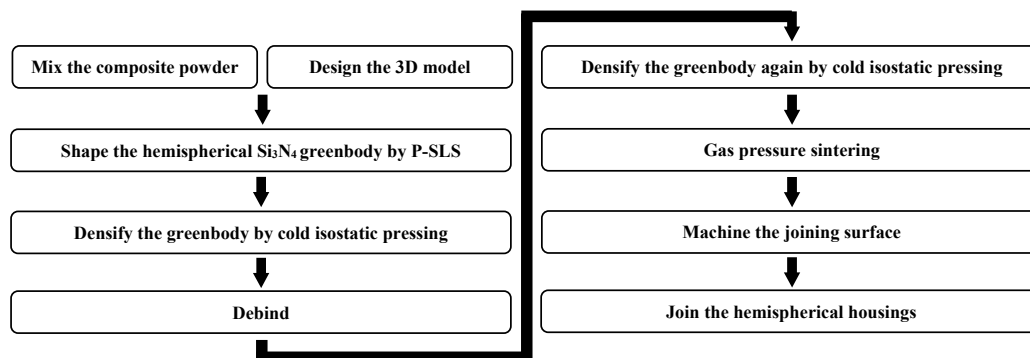 Mix the composite powder
Design the 3D model
Shape the hemispherical Si₃N₄ greenbody by P-SLS
Densify the greenbody by cold isostatic pressing
Debind
Densify the greenbody again by cold isostatic pressing
Gas pressure sintering
Machine the joining surface
Join the hemispherical housings